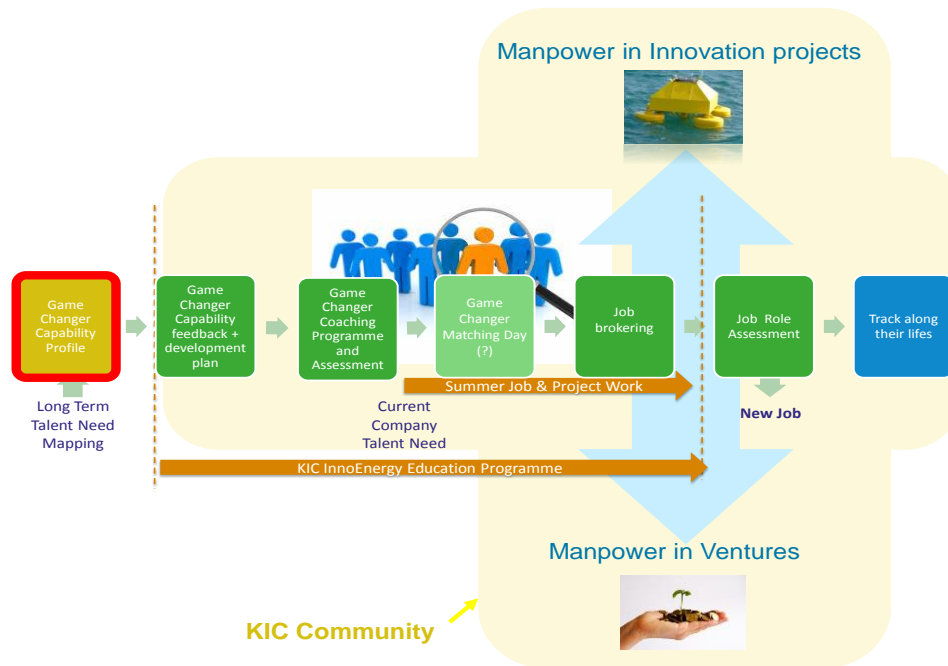 Manpower in Innovation projects
Game
Changer
Capability
Profile
Game
Changer
Capability
feedback +
development
plan
Game
Changer
Coaching
Programme
and
Assessment
Game
Changer
Matching Day
(?)
Job
brokering
Job Role
Assessment
Track along
their lifes
Summer Job & Project Work
Long Term
Talent Need
Mapping
Current
Company
Talent Need
New Job
KIC InnoEnergy Education Programme
Manpower in Ventures
KIC Community